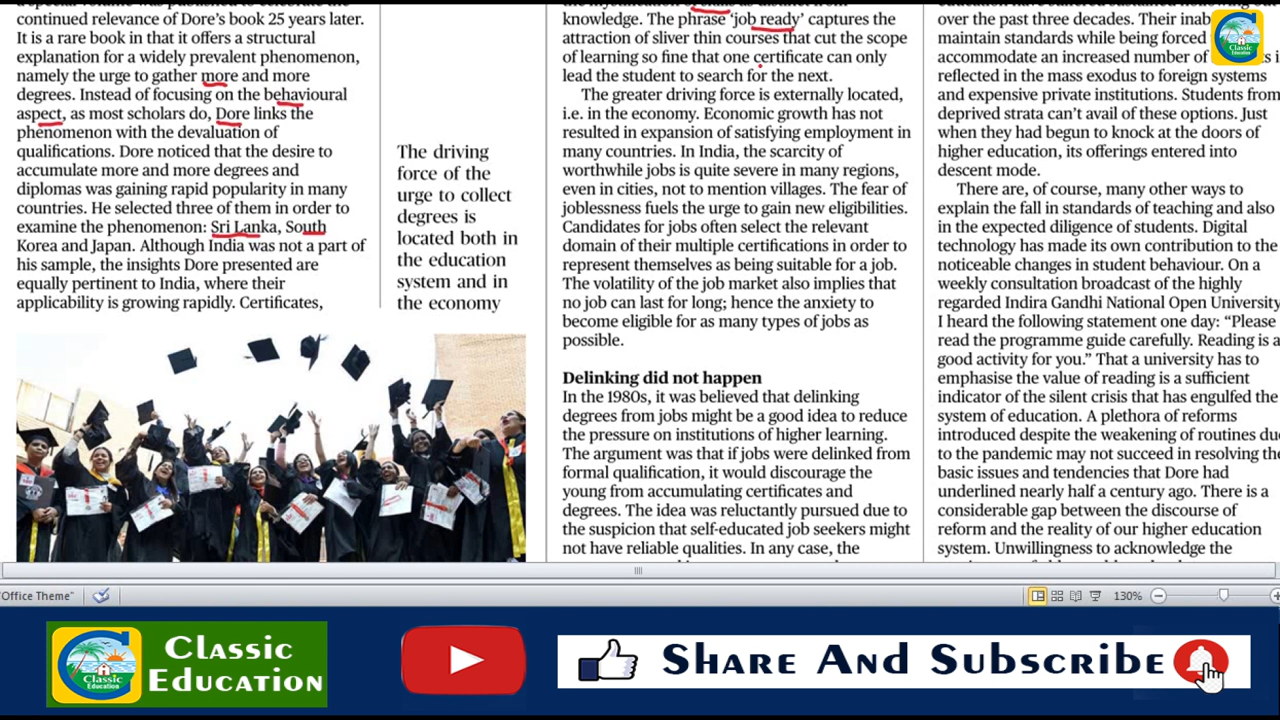 continued relevance of Dore's book 25 years later.
It is a rare book in that it offers a structural
explanation for a widely prevalent phenomenon,
namely the urge to gather more and more
degrees. Instead of focusing on the behavioural
aspect, as most scholars do, Dore links the
phenomenon with the devaluation of
qualifications. Dore noticed that the desire to
accumulate more and more degrees and
diplomas was gaining rapid popularity in many
countries. He selected three of them in order to
examine the phenomenon: Sri Lanka, South
Korea and Japan. Although India was not a part of
his sample, the insights Dore presented are
equally pertinent to India, where their
applicability is growing rapidly. Certificates,
The driving
force of the
urge to collect
degrees is
located both in
the education
system and in
the economy
knowledge. The phrase 'job ready' captures the
attraction of sliver thin courses that cut the scope
of learning so fine that one certificate can only
lead the student to search for the next.
The greater driving force is externally located,
i.e. in the economy. Economic growth has not
resulted in expansion of satisfying employment in
many countries. In India, the scarcity of
worthwhile jobs is quite severe in many regions,
even in cities, not to mention villages. The fear of
joblessness fuels the urge to gain new eligibilities.
Candidates for jobs often select the relevant
domain of their multiple certifications in order to
represent themselves as being suitable for a job.
The volatility of the job market also implies that
no job can last for long; hence the anxiety to
become eligible for as many types of jobs as
possible.
Delinking did not happen
In the 1980s, it was believed that delinking
degrees from jobs might be a good idea to reduce
the pressure on institutions of higher learning.
The argument was that if jobs were delinked from
formal qualification, it would discourage the
young from accumulating certificates and
degrees. The idea was reluctantly pursued due to
the suspicion that self-educated job seekers might
not have reliable qualities. In any case, the
over the past three decades. Their
maintain standards while being forced
accommodate an increased number of
reflected in the mass exodus to foreign systems
and expensive private institutions. Students from
deprived strata can't avail of these options. Just
when they had begun to knock at the doors of
higher education, its offerings entered into
descent mode.
There are, of course, many other ways to
explain the fall in standards of teaching and also
in the expected diligence of students. Digital
technology has made its own contribution to the
noticeable changes in student behaviour. On a
weekly consultation broadcast of the highly
regarded Indira Gandhi National Open University
I heard the following statement one day: "Please
read the programme guide carefully. Reading is a
good activity for you." That a university has to
emphasise the value of reading is a sufficient
indicator of the silent crisis that has engulfed the
system of education. A plethora of reforms
introduced despite the weakening of routines du
to the pandemic may not succeed in resolving the
basic issues and tendencies that Dore had
underlined nearly half a century ago. There is a
considerable gap between the discourse of
reform and the reality of our higher education
system. Unwillingness to acknowledge the
Classic
Education
"Office Theme"
130%
Classic
Education
Classic
Education
Share And Subscribe